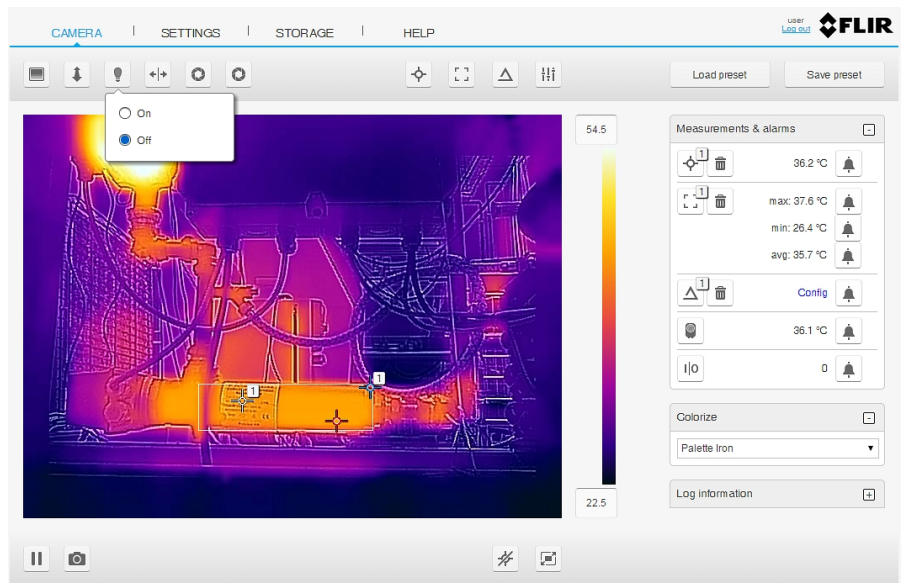 CAMERA
SETTINGS
STORAGE
HELP
user
Log out
FLIR
Load preset
Save preset
On
Off
54.5
22.5
1
1
Measurements & alarms
1
36.2 °C
1
max: 37.6 °C
min: 26.4 °C
avg: 35.7 °C
1
Config
36.1 °C
I|O
0
Colorize
Palette Iron
Log information